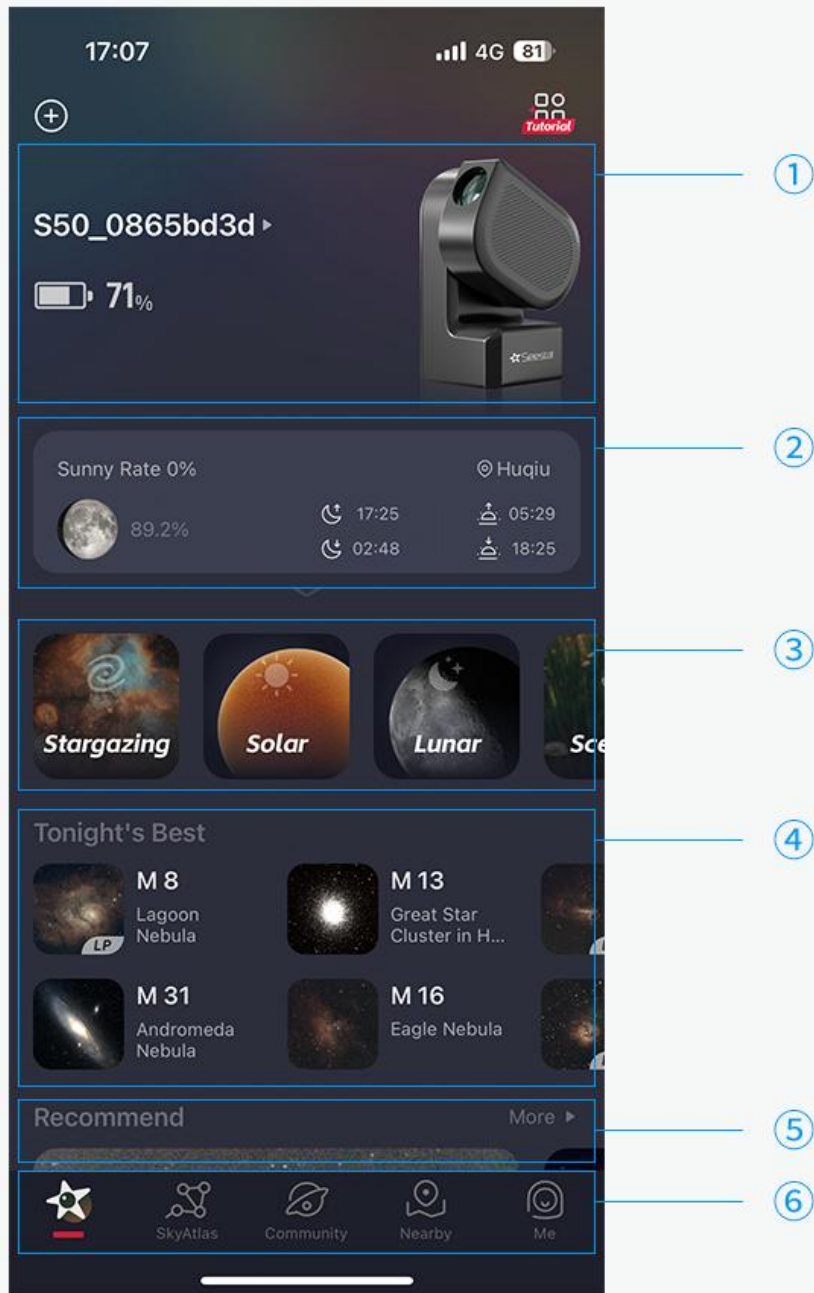 17:07
4G 81
Tutorial
①
S50_0865bd3d
71%
Seestar
②
Sunny Rate 0%
Huqiu
89.2%
17:25
05:29
02:48
18:25
③
Stargazing
Solar
Lunar
Sce
④
Tonight's Best
M 8
Lagoon
Nebula
LP
M 13
Great Star
Cluster in H...
M 31
Andromeda
Nebula
M 16
Eagle Nebula
⑤
Recommend
More
⑥
SkyAtlas
Community
Nearby
Me